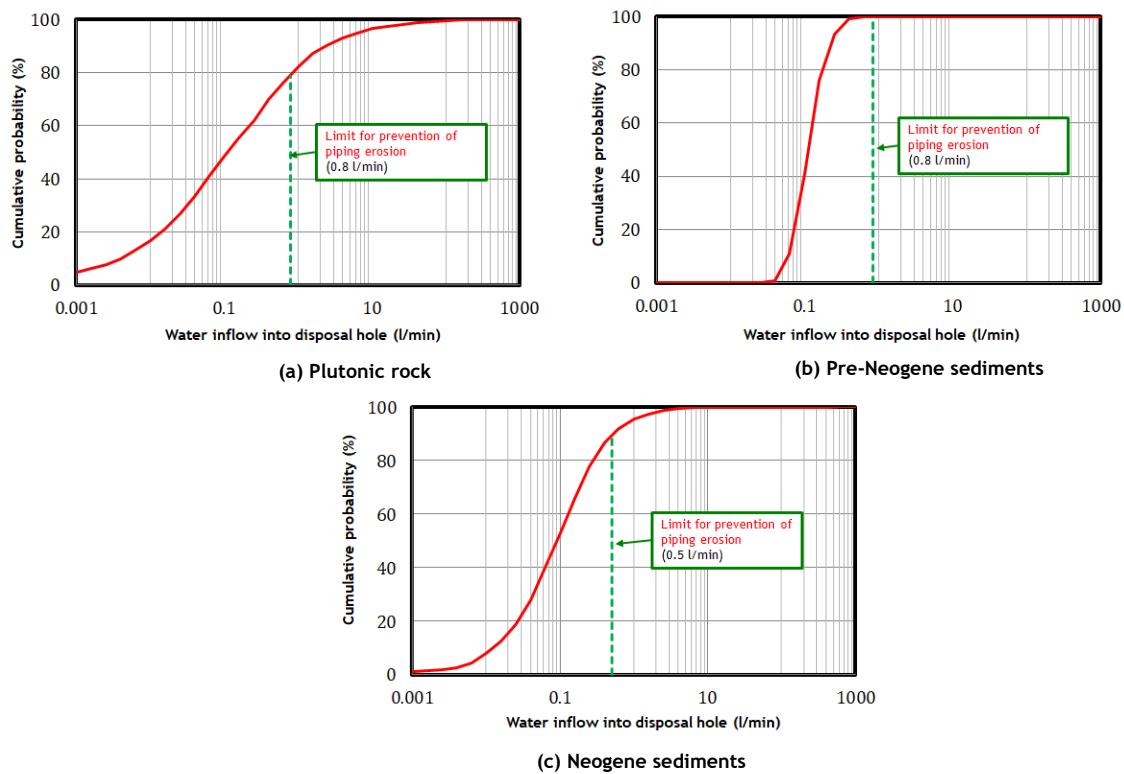 100
80
60
40
20
0
Cumulative probability (%)
Limit for prevention of
piping erosion
(0.8 l/min)
0.001
0.1
10
1000
Water inflow into disposal hole (l/min)
(a) Plutonic rock
100
80
60
40
20
0
Cumulative probability (%)
Limit for prevention of
piping erosion
(0.8 l/min)
0.001
0.1
10
1000
Water inflow into disposal hole (l/min)
(b) Pre-Neogene sediments
100
80
60
40
20
0
Cumulative probability (%)
Limit for prevention of
piping erosion
(0.5 l/min)
0.001
0.1
10
1000
Water inflow into disposal hole (l/min)
(c) Neogene sediments